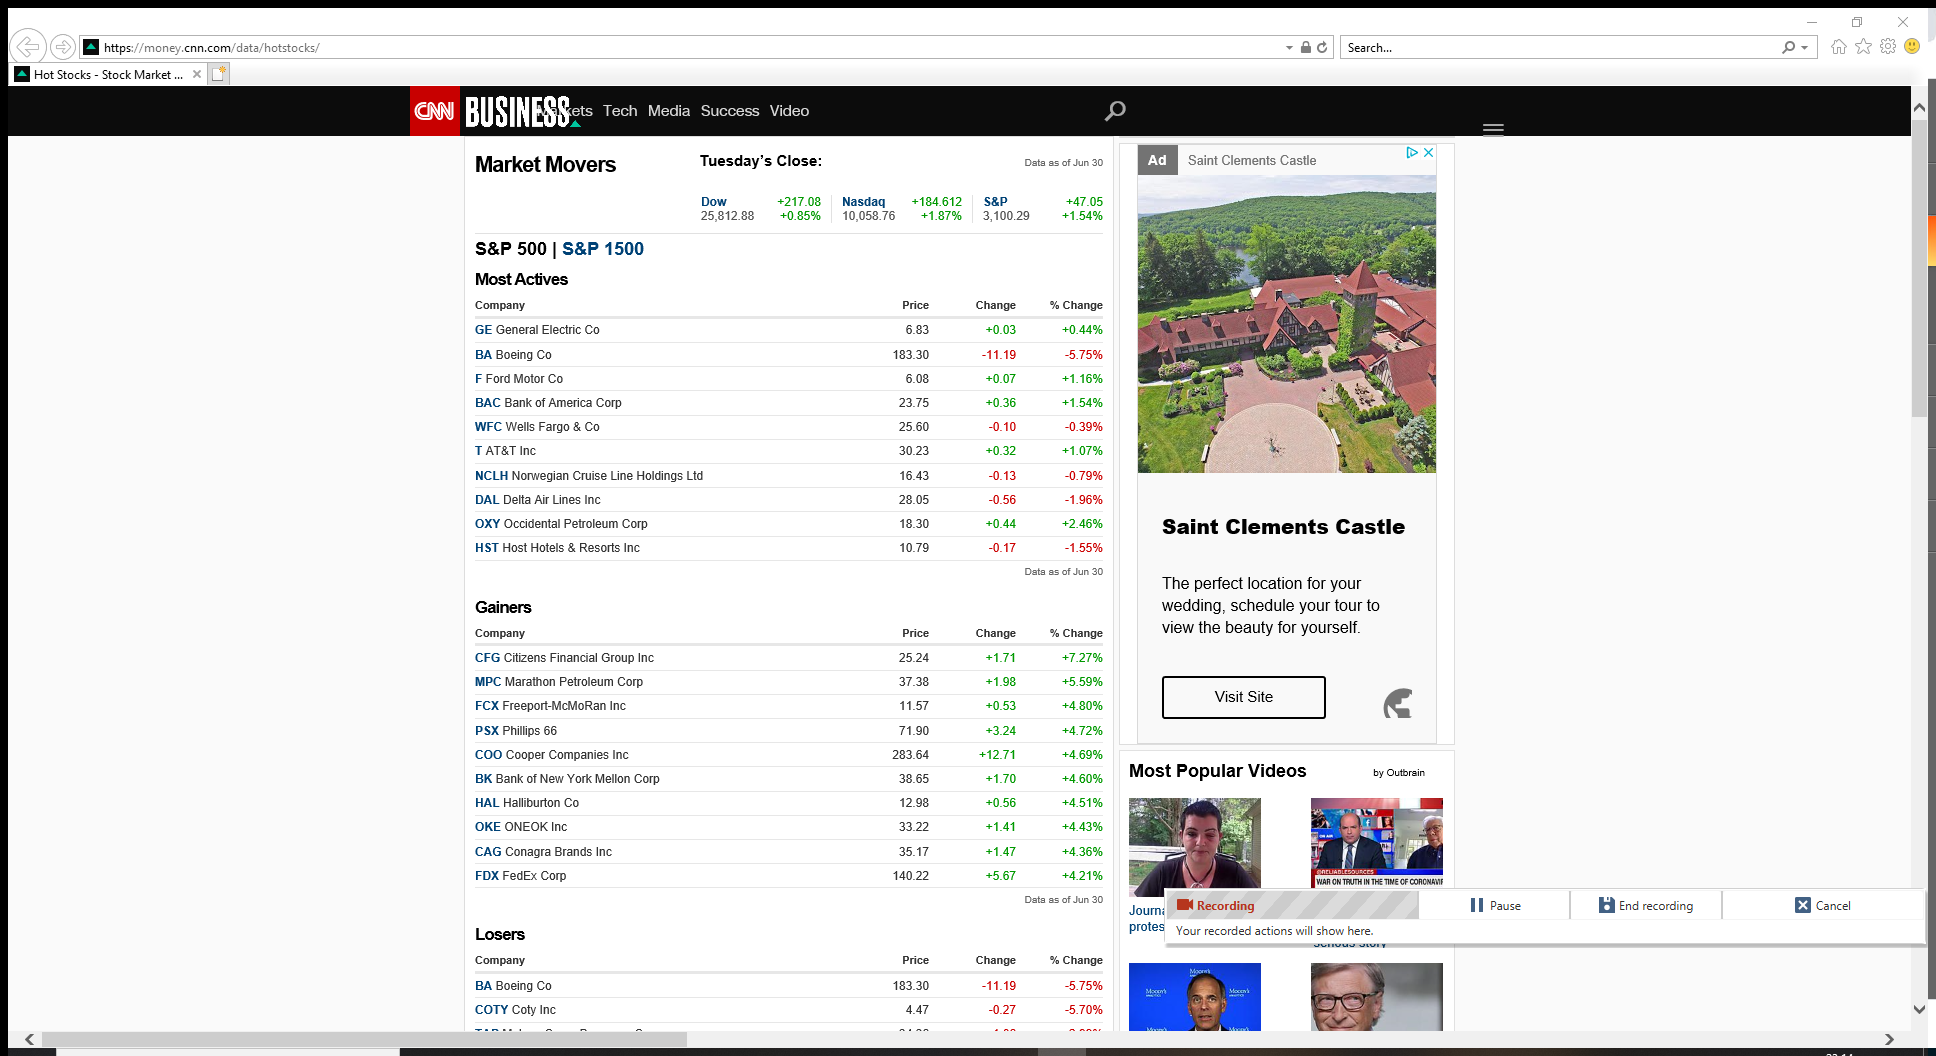 https://money.cnn.com/data/hotstocks/
Search...
Hot Stocks - Stock Market ...
CNN BUSINESS Markets Tech Media Success Video
Market Movers
Tuesday's Close:
Data as of Jun 30
Dow +217.08 Nasdaq +184.612 S&P +47.05
25,812.88 +0.85% 10,058.76 +1.87% 3,100.29 +1.54%
S&P 500 | S&P 1500
Most Actives
Company Price Change % Change
GE General Electric Co 6.83 +0.03 +0.44%
BA Boeing Co 183.30 -11.19 -5.75%
F Ford Motor Co 6.08 +0.07 +1.16%
BAC Bank of America Corp 23.75 +0.36 +1.54%
WFC Wells Fargo & Co 25.60 -0.10 -0.39%
T AT&T Inc 30.23 +0.32 +1.07%
NCLH Norwegian Cruise Line Holdings Ltd 16.43 -0.13 -0.79%
DAL Delta Air Lines Inc 28.05 -0.56 -1.96%
OXY Occidental Petroleum Corp 18.30 +0.44 +2.46%
HST Host Hotels & Resorts Inc 10.79 -0.17 -1.55%
Data as of Jun 30
Gainers
Company Price Change % Change
CFG Citizens Financial Group Inc 25.24 +1.71 +7.27%
MPC Marathon Petroleum Corp 37.38 +1.98 +5.59%
FCX Freeport-McMoRan Inc 11.57 +0.53 +4.80%
PSX Phillips 66 71.90 +3.24 +4.72%
COO Cooper Companies Inc 283.64 +12.71 +4.69%
BK Bank of New York Mellon Corp 38.65 +1.70 +4.60%
HAL Halliburton Co 12.98 +0.56 +4.51%
OKE ONEOK Inc 33.22 +1.41 +4.43%
CAG Conagra Brands Inc 35.17 +1.47 +4.36%
FDX FedEx Corp 140.22 +5.67 +4.21%
Data as of Jun 30
Losers
Company Price Change % Change
BA Boeing Co 183.30 -11.19 -5.75%
COTY Coty Inc 4.47 -0.27 -5.70%
Ad Saint Clements Castle
Saint Clements Castle
The perfect location for your
wedding, schedule your tour to
view the beauty for yourself.
Visit Site
Most Popular Videos
by Outbrain
@RELIABLESOURCES
WAR ON TRUTH IN THE TIME OF CORONAVIR
Journa
protes
serious story
Recording Pause End recording Cancel
Your recorded actions will show here.
Moody's
Moody's
Moody's